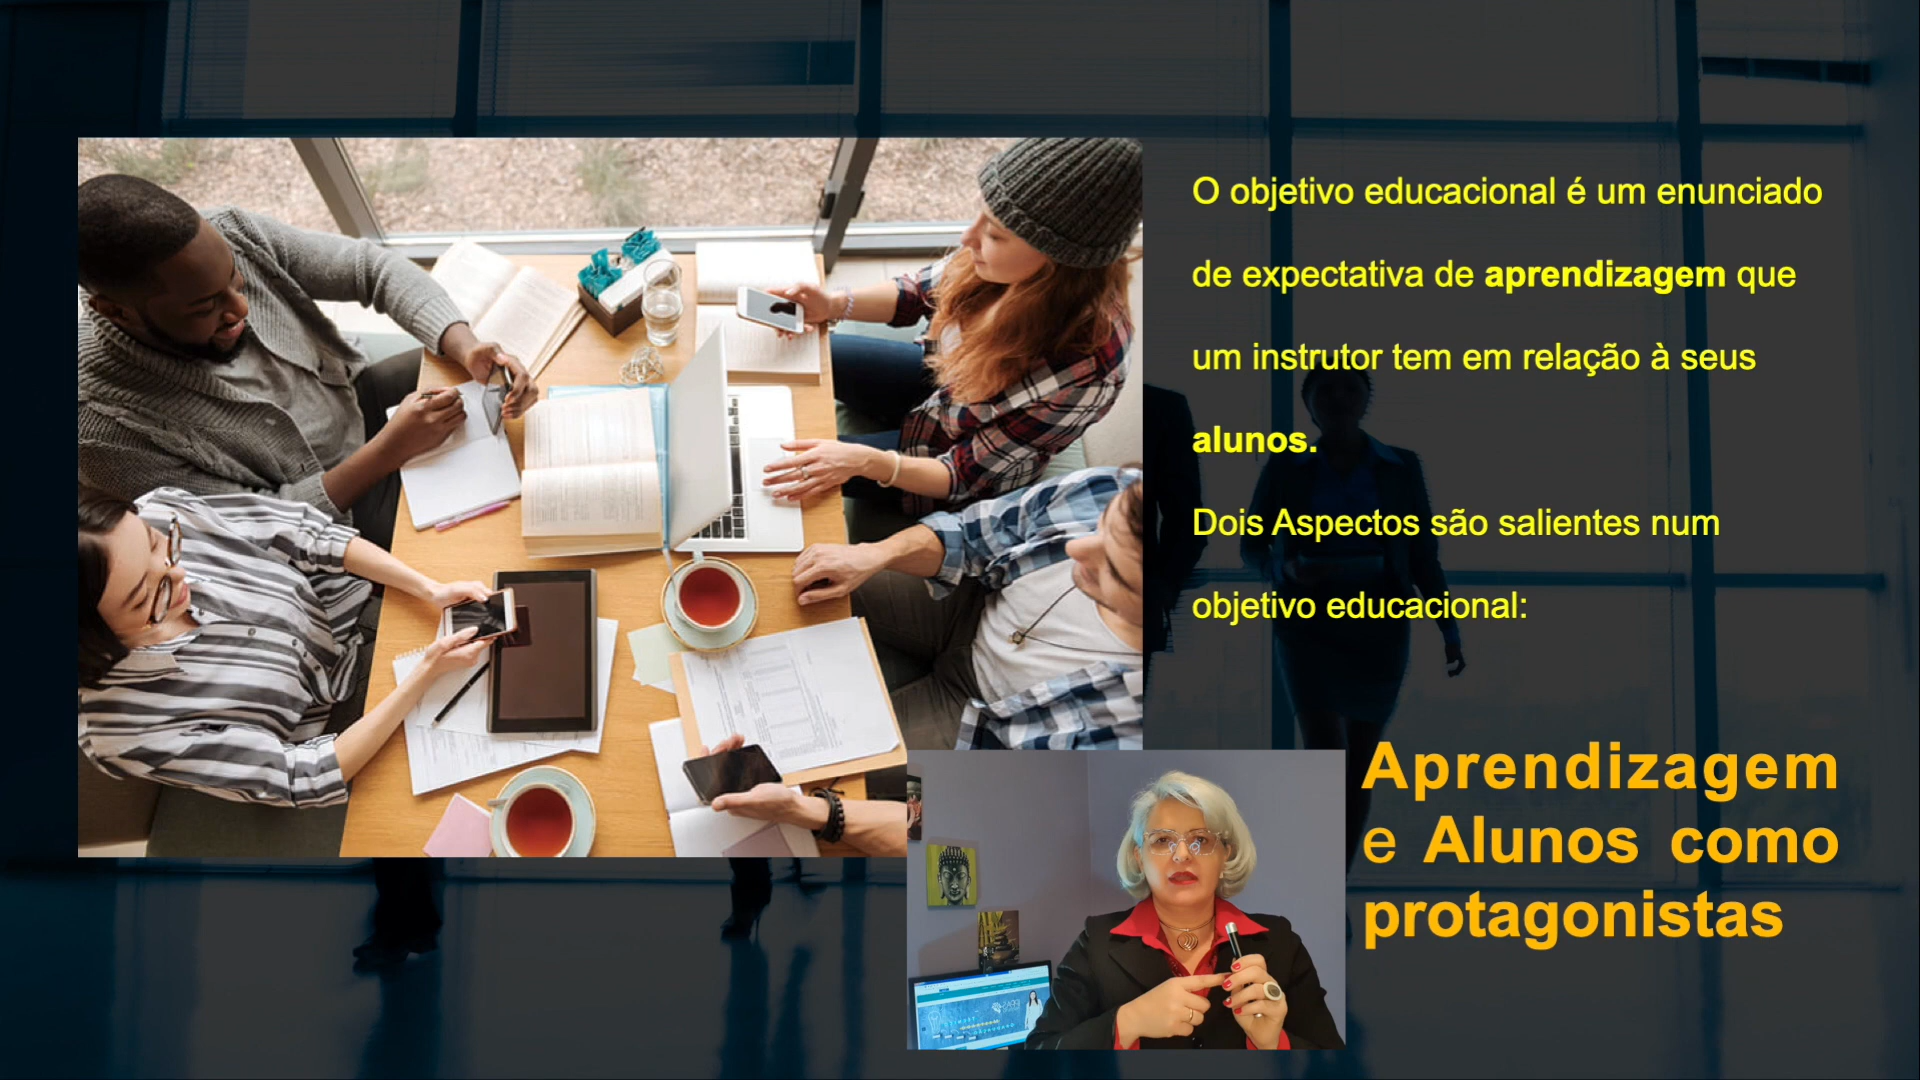 O objetivo educacional é um enunciado
de expectativa de aprendizagem que
um instrutor tem em relação à seus
alunos.
Dois Aspectos são salientes num
objetivo educacional:
Aprendizagem
e Alunos como
protagonistas